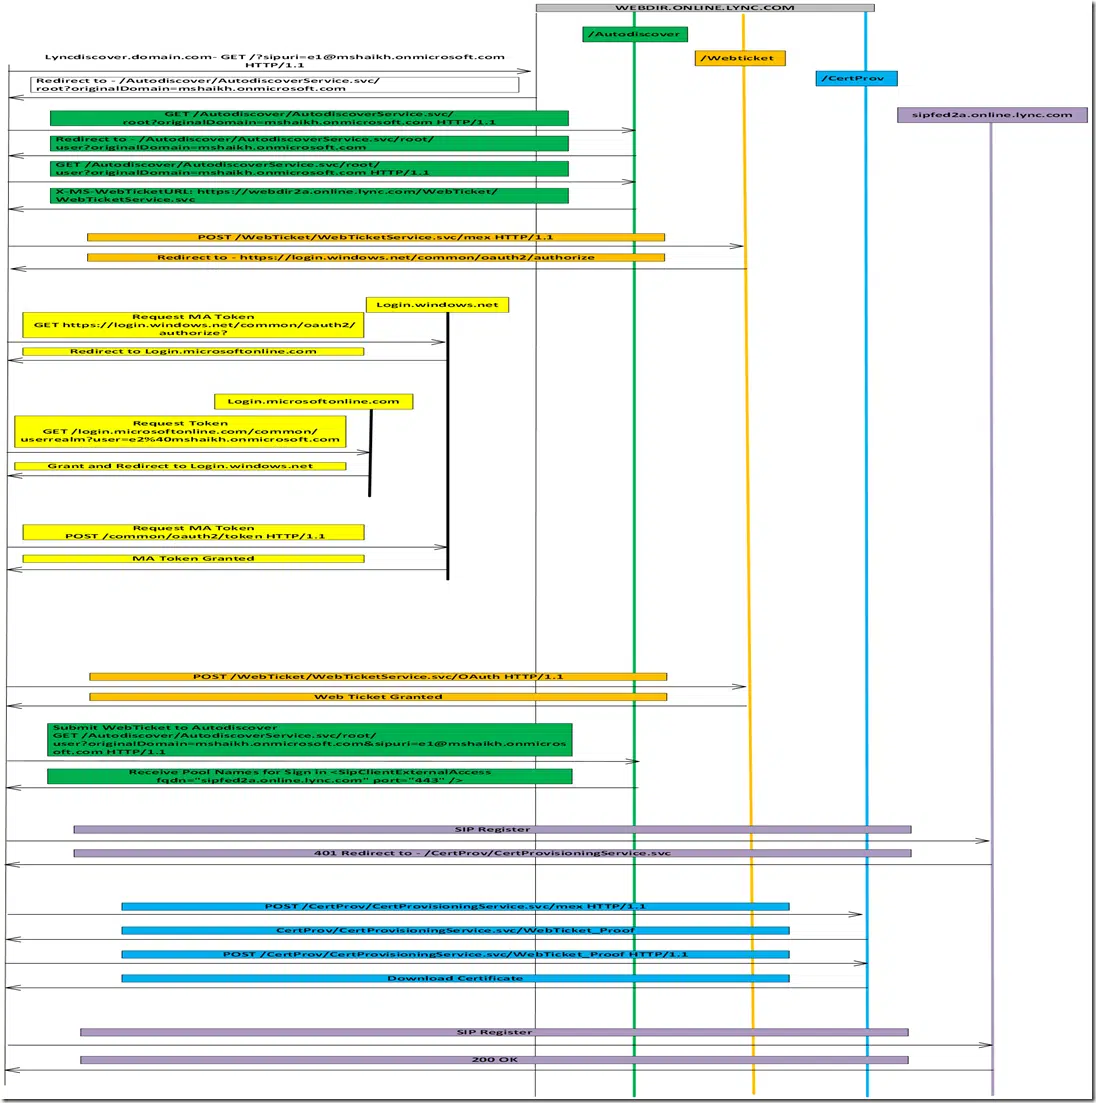 WEBDIR.ONLINE.LYNC.COM
/Autodiscover
/Webticket
/CertProv
sipfed2a.online.lync.com
Lyncdiscover.domain.com- GET /?sipuri=e1@mshaikh.onmicrosoft.com
HTTP/1.1
Redirect to - /Autodiscover/AutodiscoverService.svc/
root?originalDomain=mshaikh.onmicrosoft.com
GET /Autodiscover/AutodiscoverService.svc/
root?originalDomain=mshaikh.onmicrosoft.com HTTP/1.1
Redirect to - /Autodiscover/AutodiscoverService.svc/root/
user?originalDomain=mshaikh.onmicrosoft.com
GET /Autodiscover/AutodiscoverService.svc/root/
user?originalDomain=mshaikh.onmicrosoft.com HTTP/1.1
X-MS-WebTicketURL: https://webdir2a.online.lync.com/WebTicket/
WebTicketService.svc
POST /WebTicket/WebTicketService.svc/mex HTTP/1.1
Redirect to - https://login.windows.net/common/oauth2/authorize
Login.windows.net
Request MA Token
GET https://login.windows.net/common/oauth2/
authorize?
Redirect to Login.microsoftonline.com
Login.microsoftonline.com
Request Token
GET /login.microsoftonline.com/common/
userrealm?user=e2%40mshaikh.onmicrosoft.com
Grant and Redirect to Login.windows.net
Request MA Token
POST /common/oauth2/token HTTP/1.1
MA Token Granted
POST /WebTicket/WebTicketService.svc/OAuth HTTP/1.1
Web Ticket Granted
Submit WebTicket to Autodiscover
GET /Autodiscover/AutodiscoverService.svc/root/
user?originalDomain=mshaikh.onmicrosoft.com&sipuri=e1@mshaikh.onmicros
oft.com HTTP/1.1
Receive Pool Names for Sign in <SipClientExternalAccess
fqdn="sipfed2a.online.lync.com" port="443" />
SIP Register
401 Redirect to - /CertProv/CertProvisioningService.svc
POST /CertProv/CertProvisioningService.svc/mex HTTP/1.1
CertProv/CertProvisioningService.svc/WebTicket_Proof
POST /CertProv/CertProvisioningService.svc/WebTicket_Proof HTTP/1.1
Download Certificate
SIP Register
200 OK